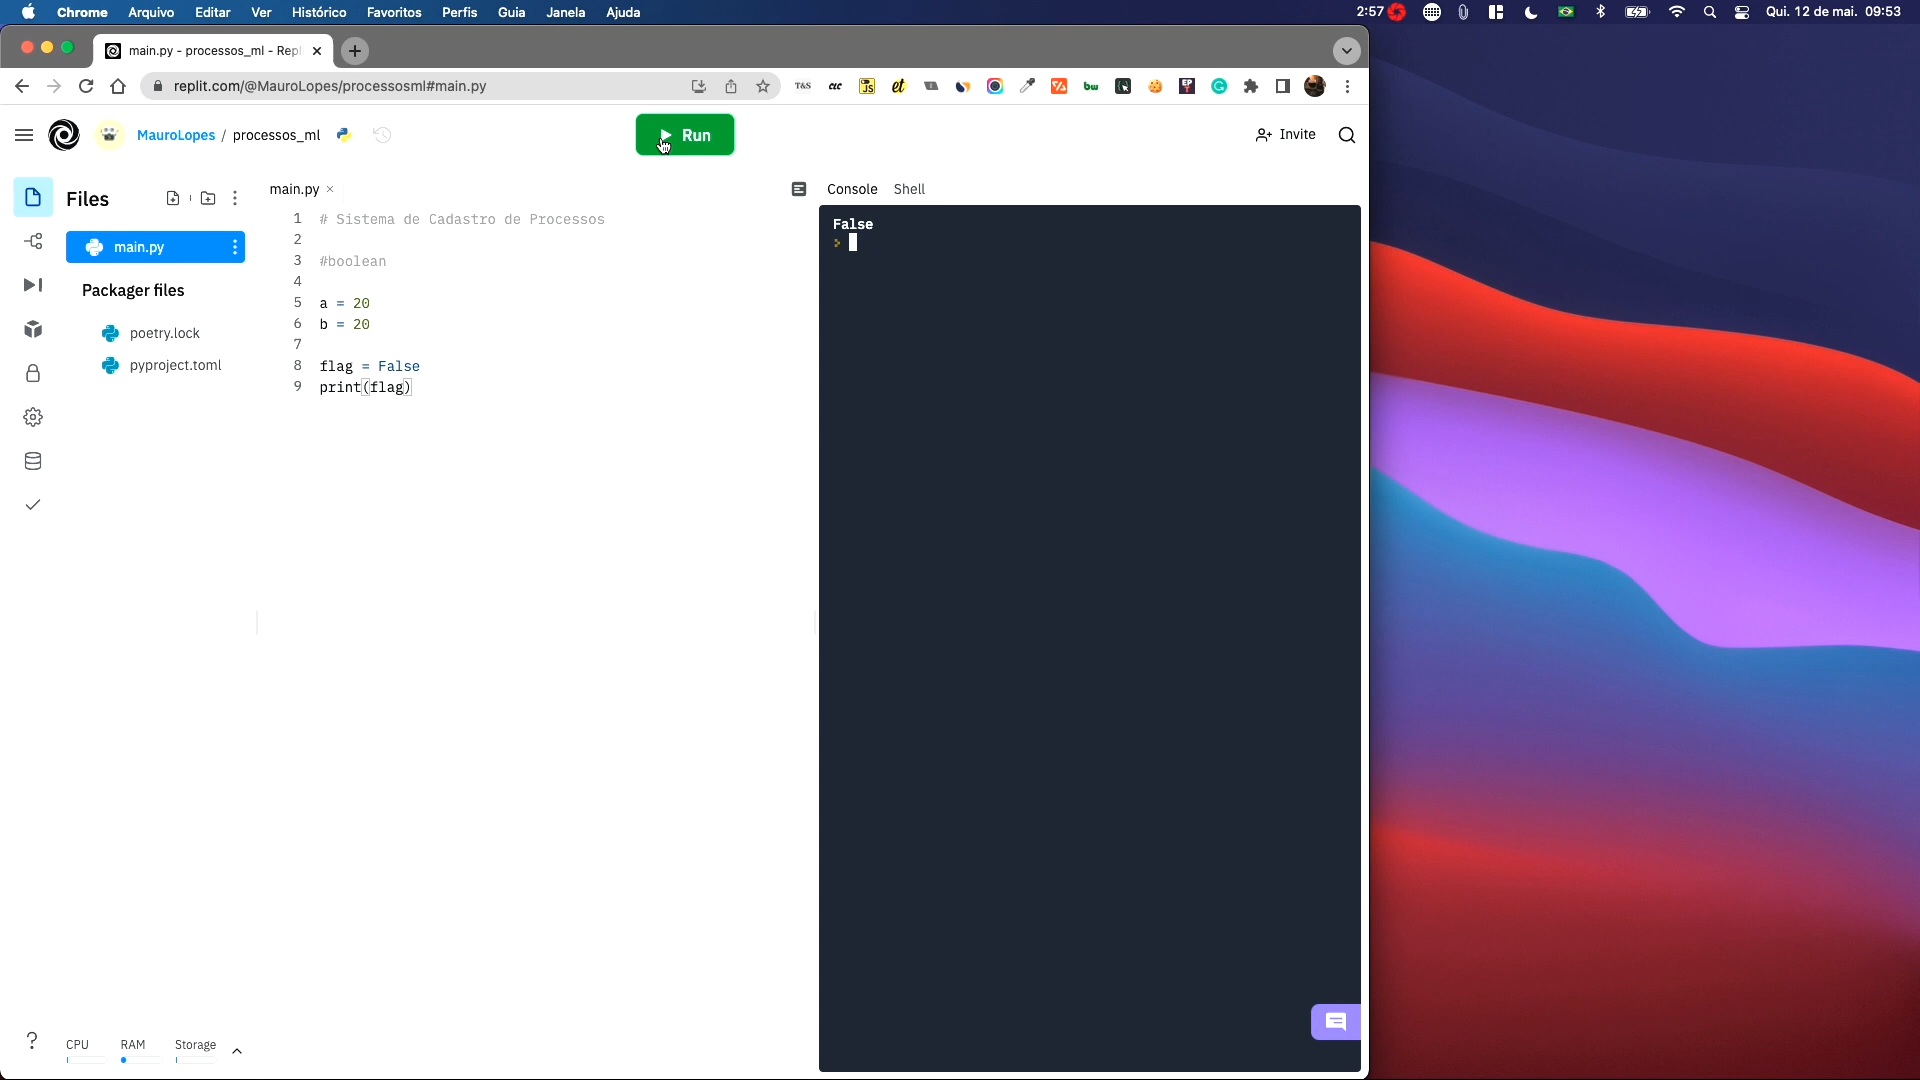 Chrome Arquivo Editar Ver Histórico Favoritos Perfis Guia Janela Ajuda 2:57 Qui. 12 de mai. 09:53
main.py - processos_ml - Repl
replit.com/@MauroLopes/processosml#main.py
MauroLopes / processos_ml
Run
Invite
Files
main.py
Packager files
poetry.lock
pyproject.toml
main.py ×
1 # Sistema de Cadastro de Processos
2
3 #boolean
4
5 a = 20
6 b = 20
7
8 flag = False
9 print(flag)
Console Shell
False
CPU RAM Storage